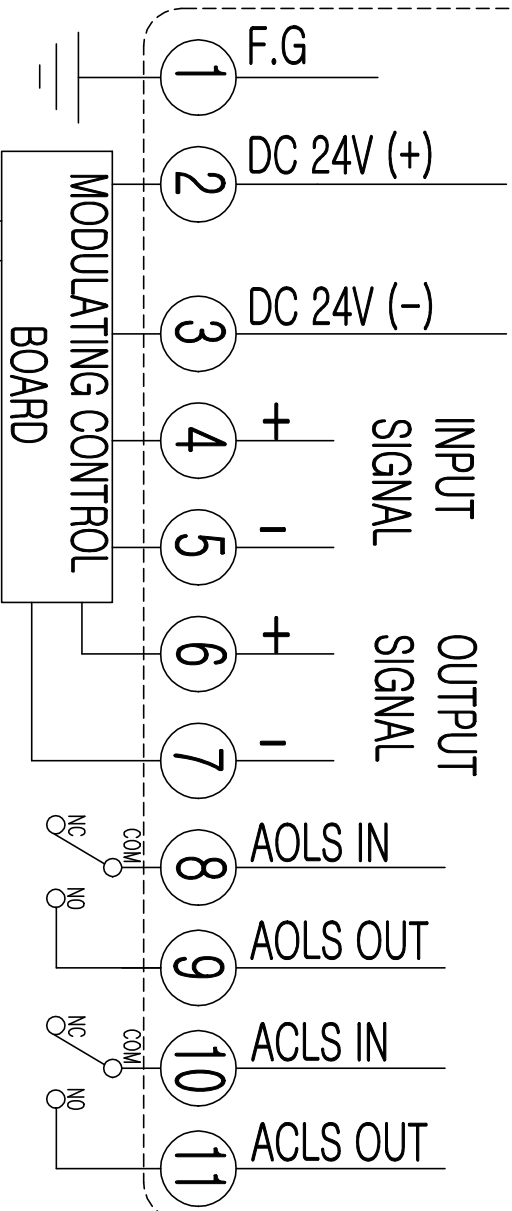 1 F.G
2 DC 24V (+)
3 DC 24V (-)
4 +
5 -
INPUT
SIGNAL
6 +
7 -
OUTPUT
SIGNAL
MODULATING CONTROL
BOARD
8 AOLS IN
NC
COM
9 AOLS OUT
NO
10 ACLS IN
NC
COM
11 ACLS OUT
NO